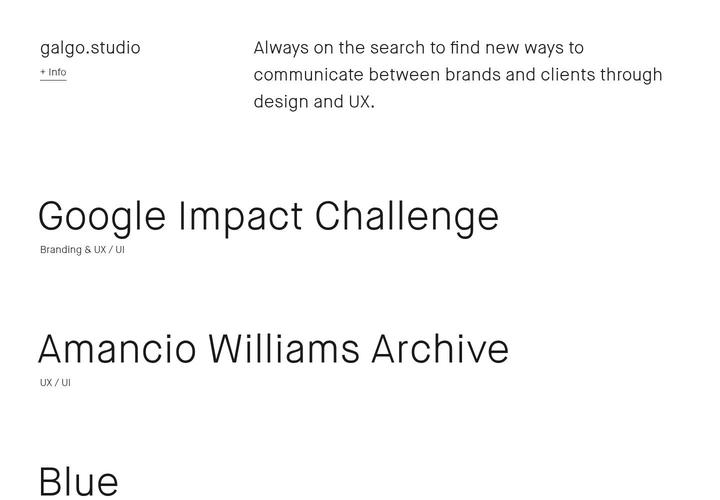 galgo.studio
+ Info
Always on the search to find new ways to
communicate between brands and clients through
design and UX.
Google Impact Challenge
Branding & UX / UI
Amancio Williams Archive
UX / UI
Blue